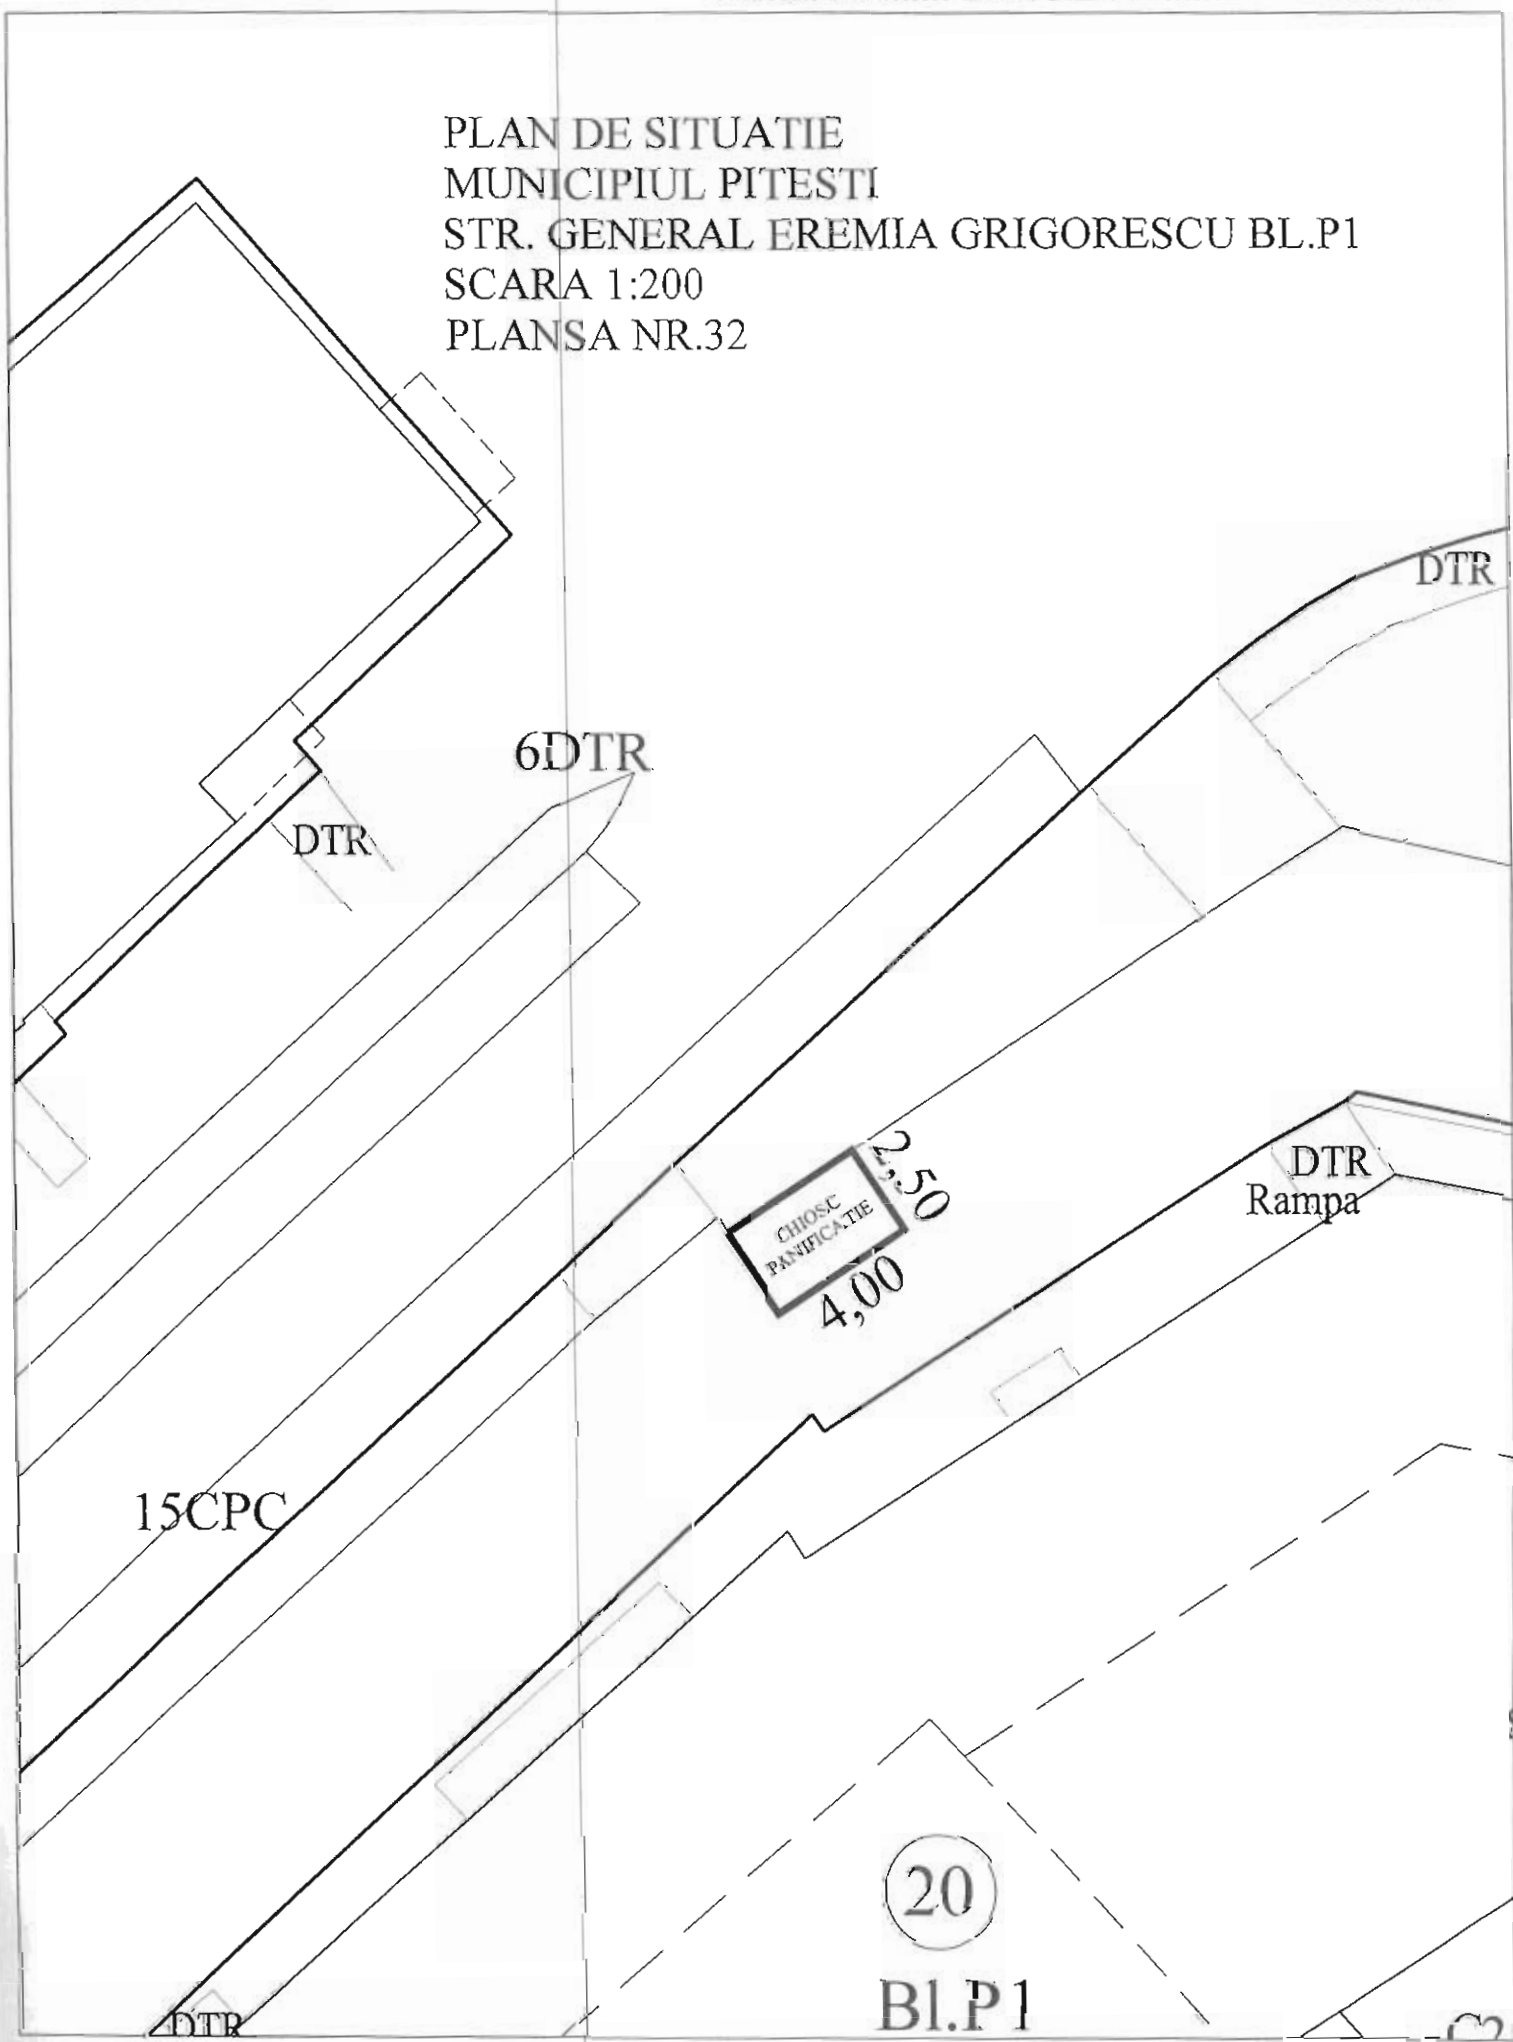 PLAN DE SITUATIE
MUNICIPIUL PITESTI
STR. GENERAL EREMIA GRIGORESCU BL.P1
SCARA 1:200
PLANSA NR.32
DTR
6DTR
DTR
2,50
CHIOSC
PANIFICATIE
4,00
DTR
Rampa
15CPC
20
Bl.P1
DTR